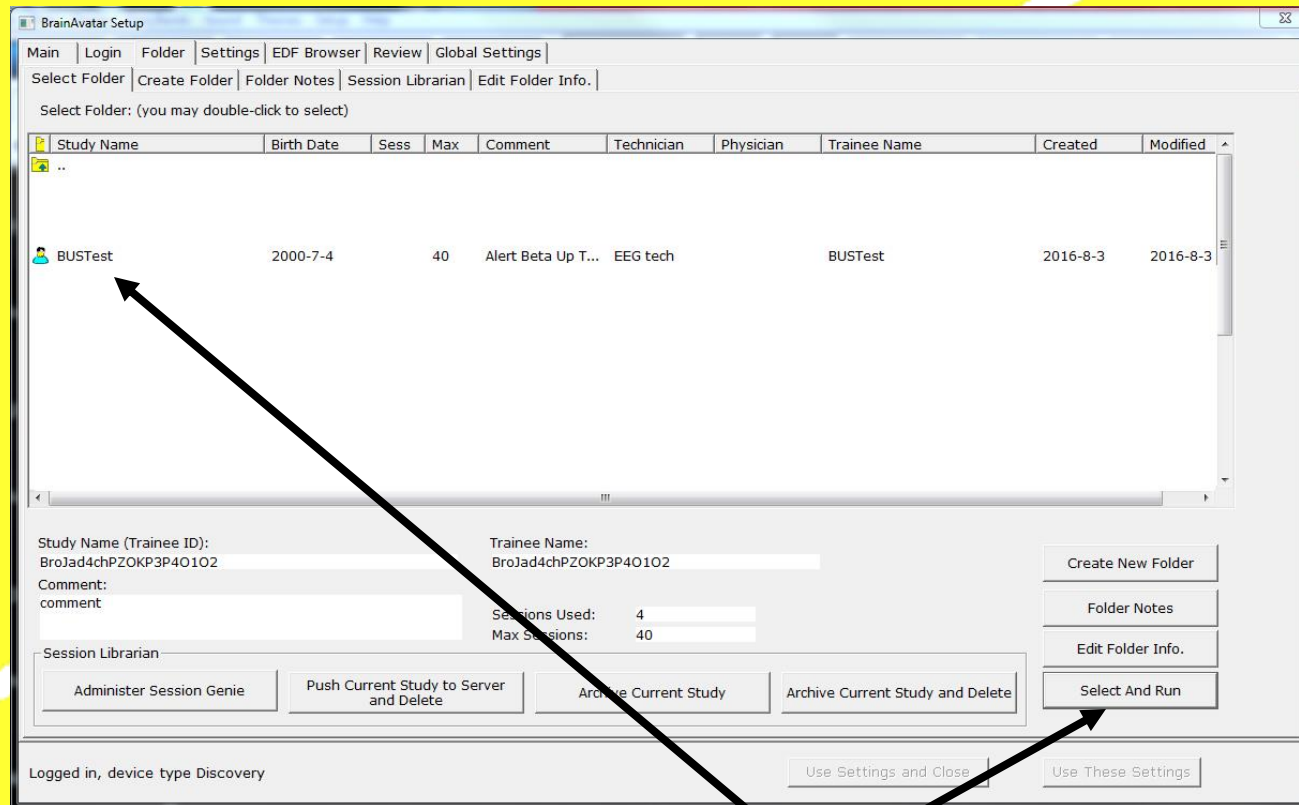 BrainAvatar Setup
Main Login Folder Settings EDF Browser Review Global Settings
Select Folder Create Folder Folder Notes Session Librarian Edit Folder Info.
Select Folder: (you may double-click to select)
Study Name Birth Date Sess Max Comment Technician Physician Trainee Name Created Modified
..
BUSTest 2000-7-4 40 Alert Beta Up T... EEG tech BUSTest 2016-8-3 2016-8-3
Study Name (Trainee ID): Trainee Name:
BroJad4chPZOKP3P4O1O2 BroJad4chPZOKP3P4O1O2
Create New Folder
Comment:
comment
Sessions Used: 4
Folder Notes
Max Sessions: 40
Edit Folder Info.
Session Librarian
Administer Session Genie
Push Current Study to Server
and Delete
Archive Current Study
Archive Current Study and Delete
Select And Run
Logged in, device type Discovery
Use Settings and Close
Use These Settings